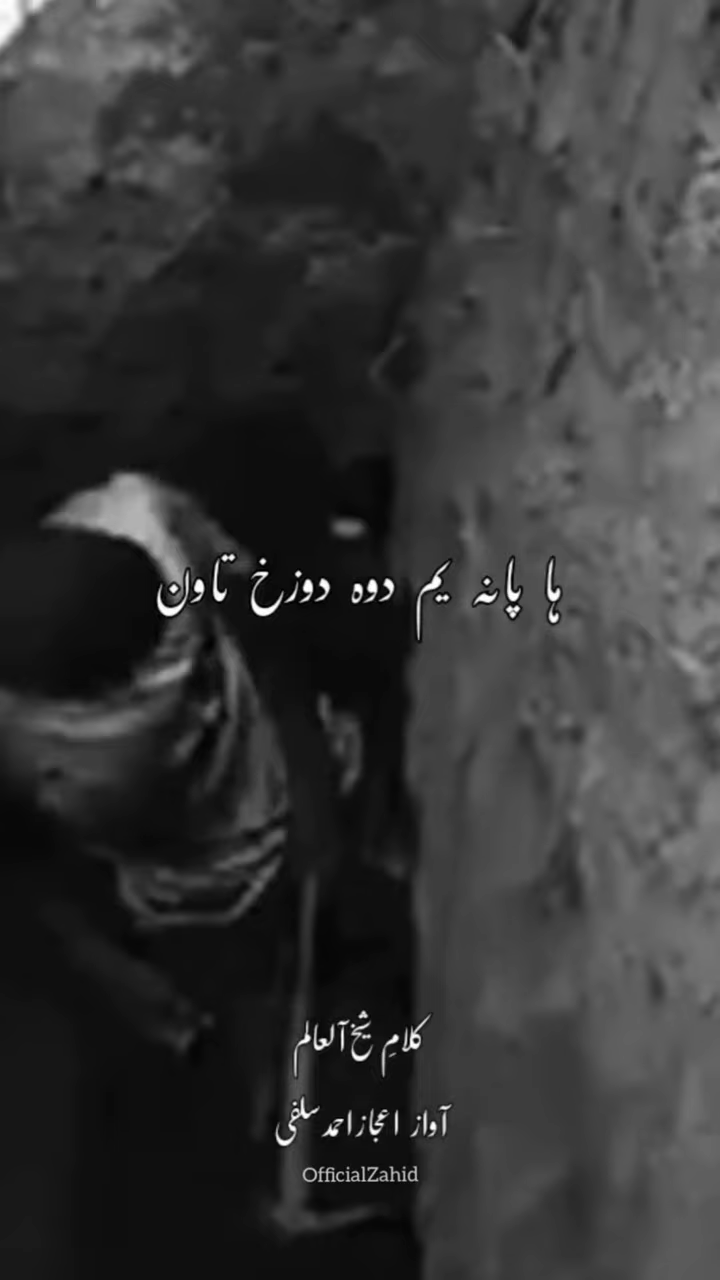 ہا پانہ یم دوہ دوزخ تاون
کلامِ شیخ آلعالم
آواز اعجاز احمد سلفی
OfficialZahid